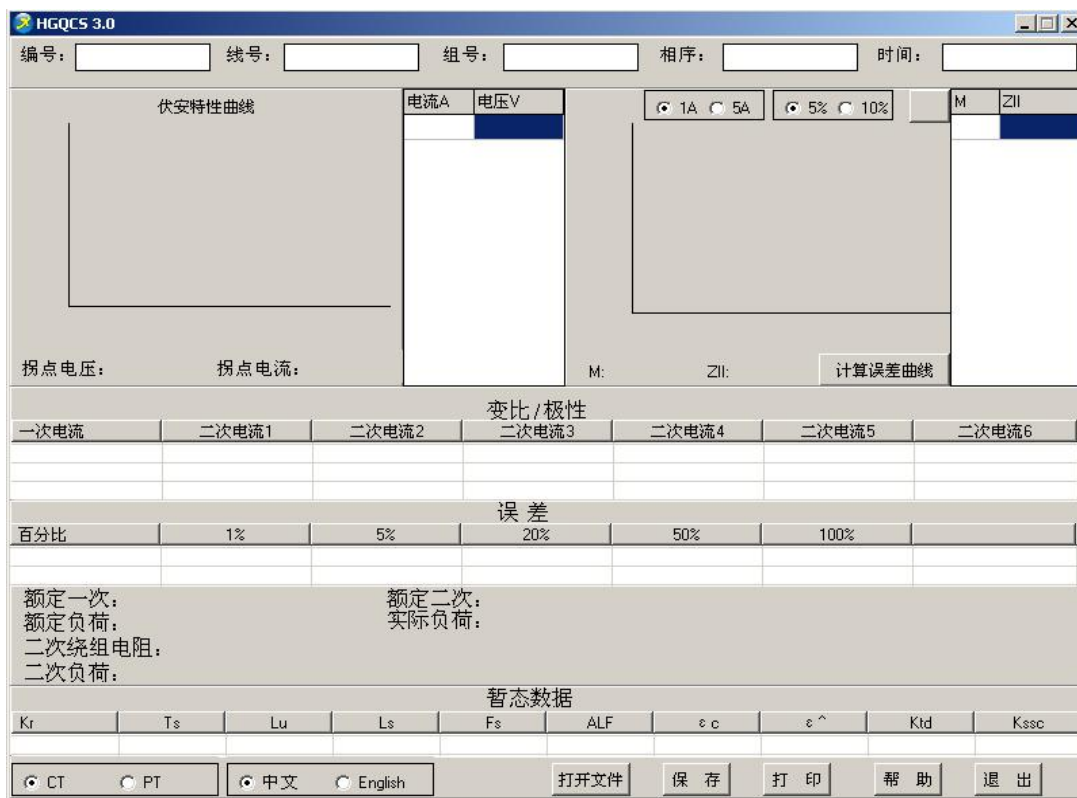 HGQCS 3.0
编号： 线号： 组号： 相序： 时间：
伏安特性曲线 电流A 电压V 1A 5A 5% 10% M ZII
拐点电压： 拐点电流： M: ZII: 计算误差曲线
变比/极性
一次电流 二次电流1 二次电流2 二次电流3 二次电流4 二次电流5 二次电流6
误 差
百分比 1% 5% 20% 50% 100%
额定一次： 额定二次：
额定负荷： 实际负荷：
二次绕组电阻：
二次负荷：
暂态数据
Kr Ts Lu Ls Fs ALF ε c ε ^ Ktd Kssc
CT PT 中文 English 打开文件 保 存 打 印 帮 助 退 出